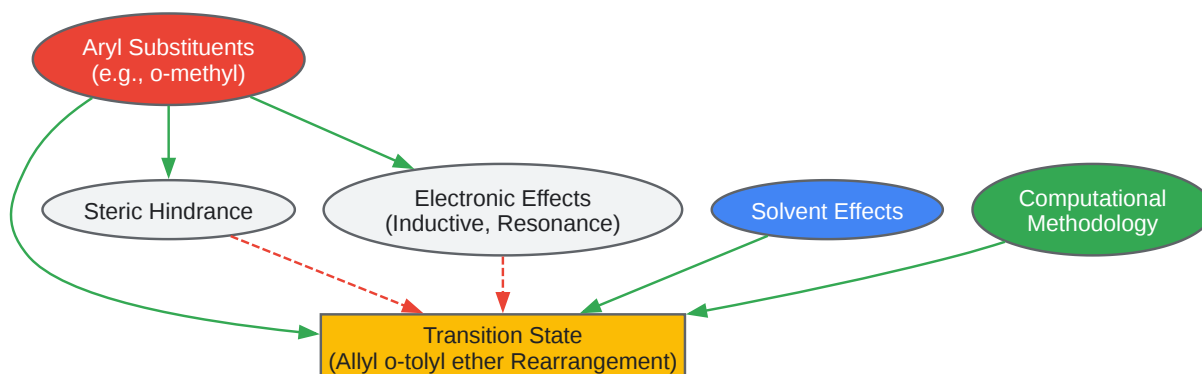 Aryl Substituents
(e.g., o-methyl)
Steric Hindrance
Electronic Effects
(Inductive, Resonance)
Solvent Effects
Computational
Methodology
Transition State
(Allyl o-tolyl ether Rearrangement)